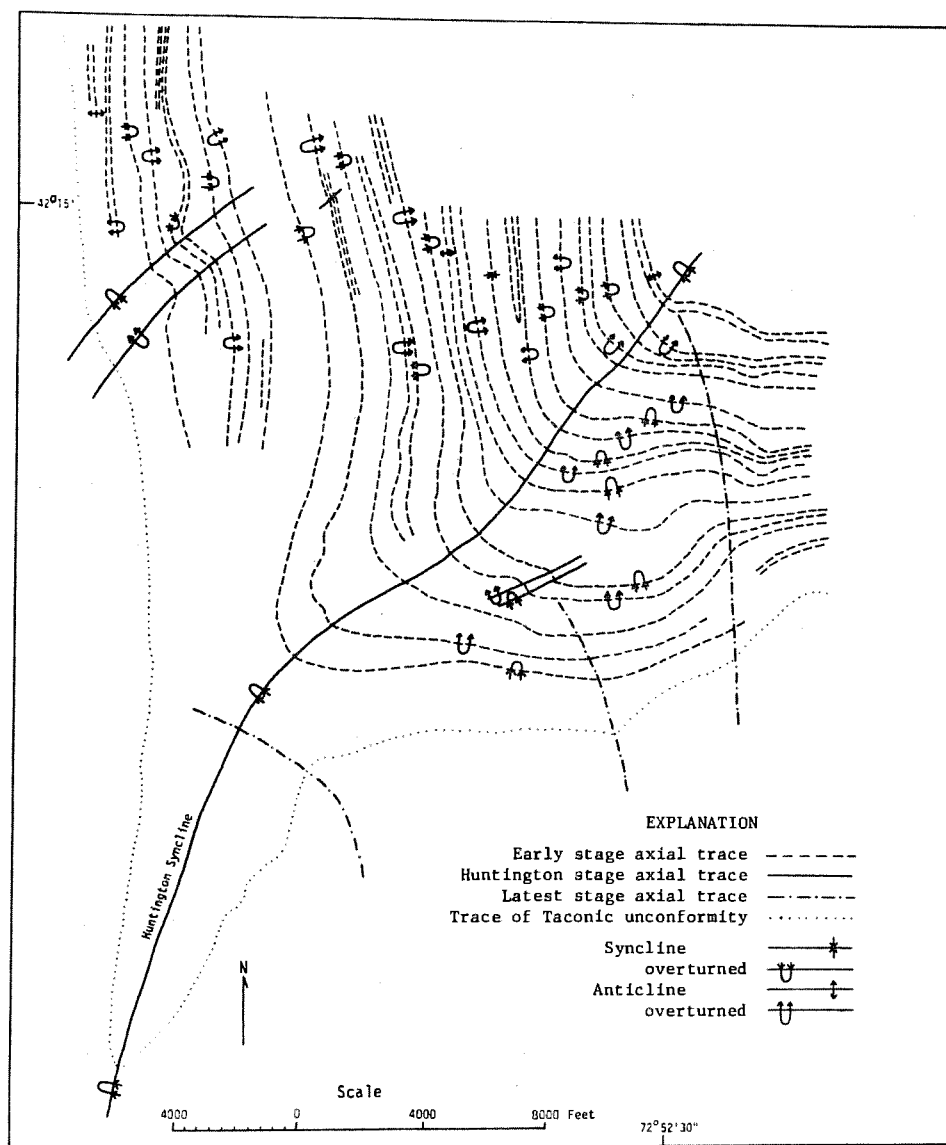 42°15'
Huntington Syncline
EXPLANATION
Early stage axial trace
Huntington stage axial trace
Latest stage axial trace
Trace of Taconic unconformity
Syncline
overturned
Anticline
overturned
N
Scale
4000 0 4000 8000 Feet
72°52'30"